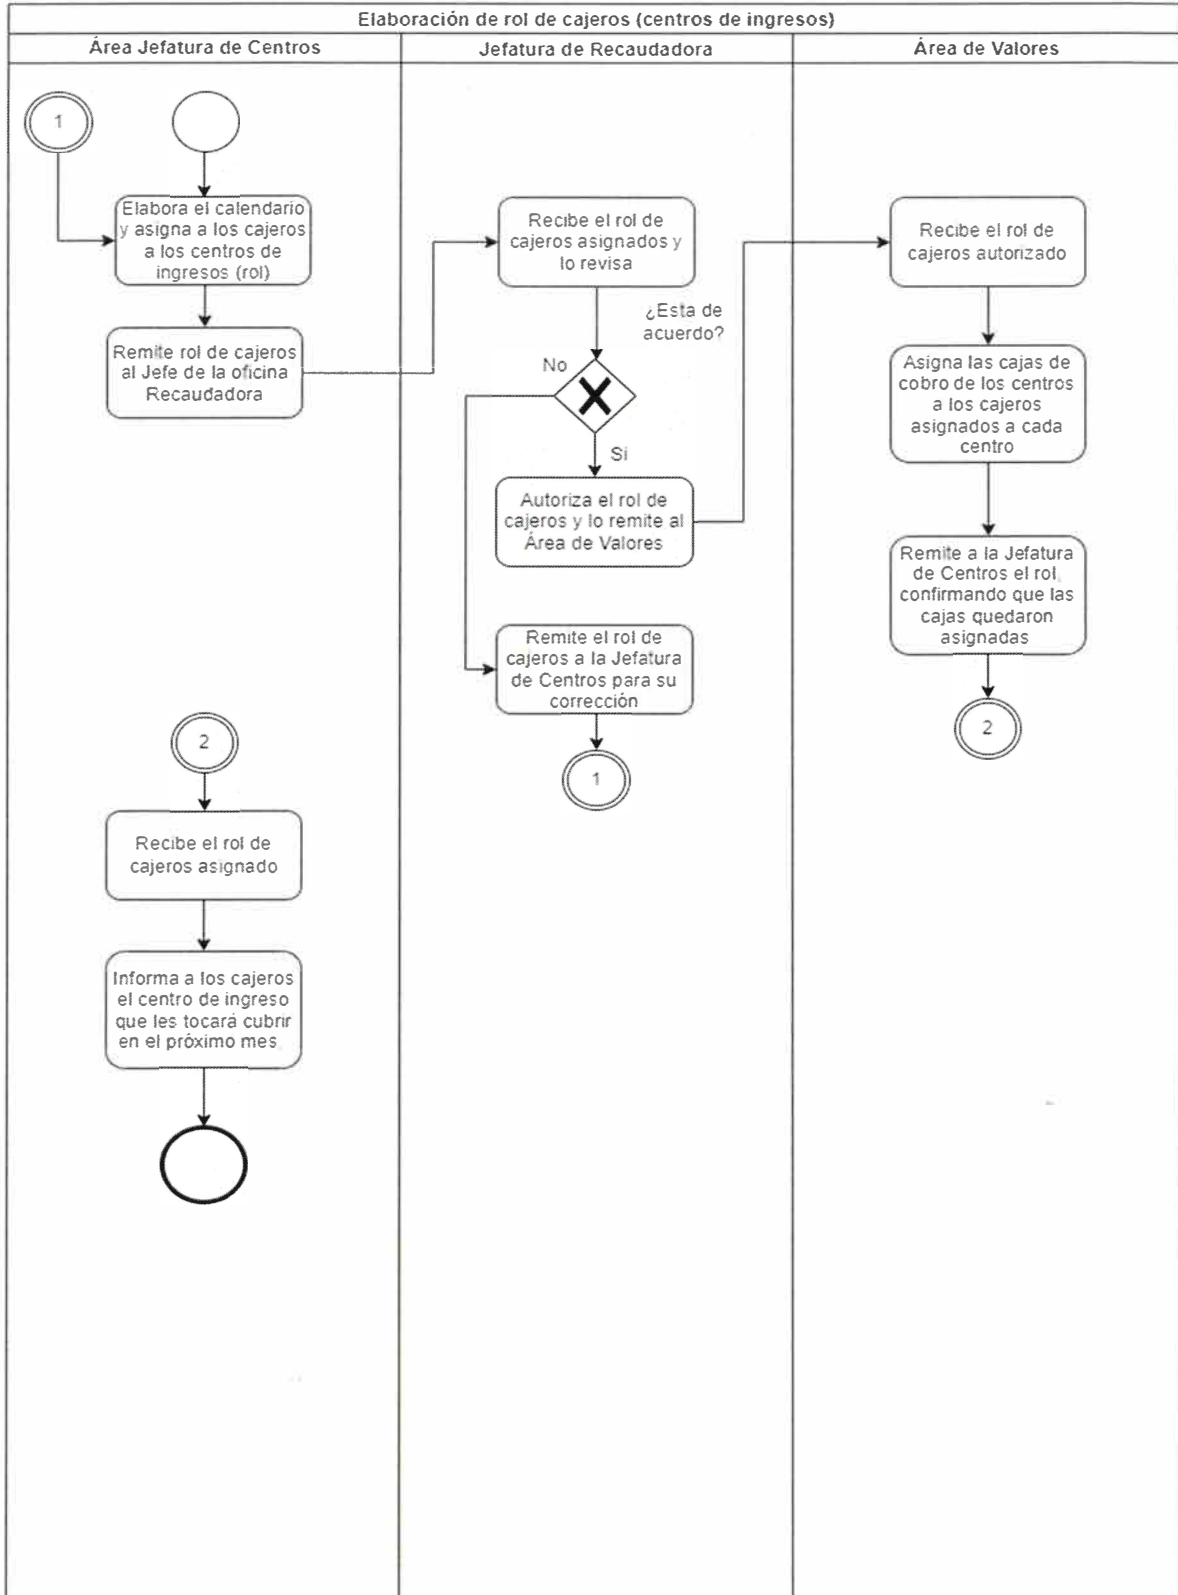 Elaboración de rol de cajeros (centros de ingresos)
Área Jefatura de Centros
Jefatura de Recaudadora
Área de Valores
1
Elabora el calendario
y asigna a los cajeros
a los centros de
ingresos (rol)
Remite rol de cajeros
al Jefe de la oficina
Recaudadora
Recibe el rol de
cajeros asignados y
lo revisa
¿Esta de
acuerdo?
No
Si
Autoriza el rol de
cajeros y lo remite al
Área de Valores
Remite el rol de
cajeros a la Jefatura
de Centros para su
corrección
1
Recibe el rol de
cajeros autorizado
Asigna las cajas de
cobro de los centros
a los cajeros
asignados a cada
centro
Remite a la Jefatura
de Centros el rol,
confirmando que las
cajas quedaron
asignadas
2
2
Recibe el rol de
cajeros asignado
Informa a los cajeros
el centro de ingreso
que les tocará cubrir
en el próximo mes